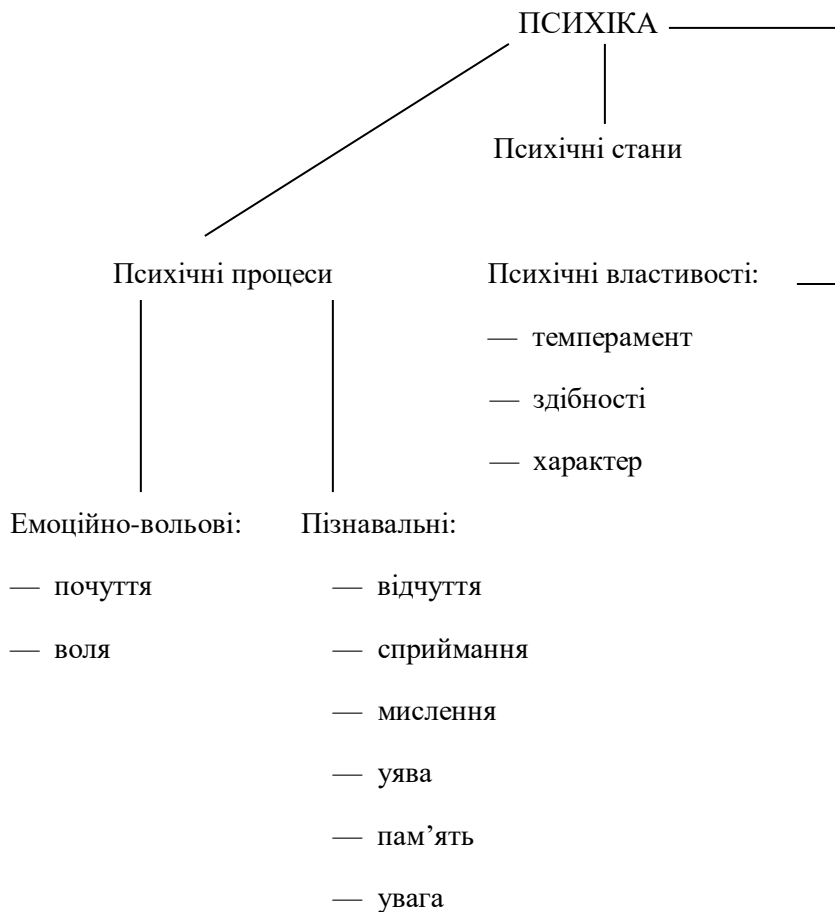 ПСИХІКА
Психічні стани
Психічні процеси
Психічні властивості:
— темперамент
— здібності
— характер
Емоційно-вольові:
— почуття
— воля
Пізнавальні:
— відчуття
— сприймання
— мислення
— уява
— пам’ять
— увага